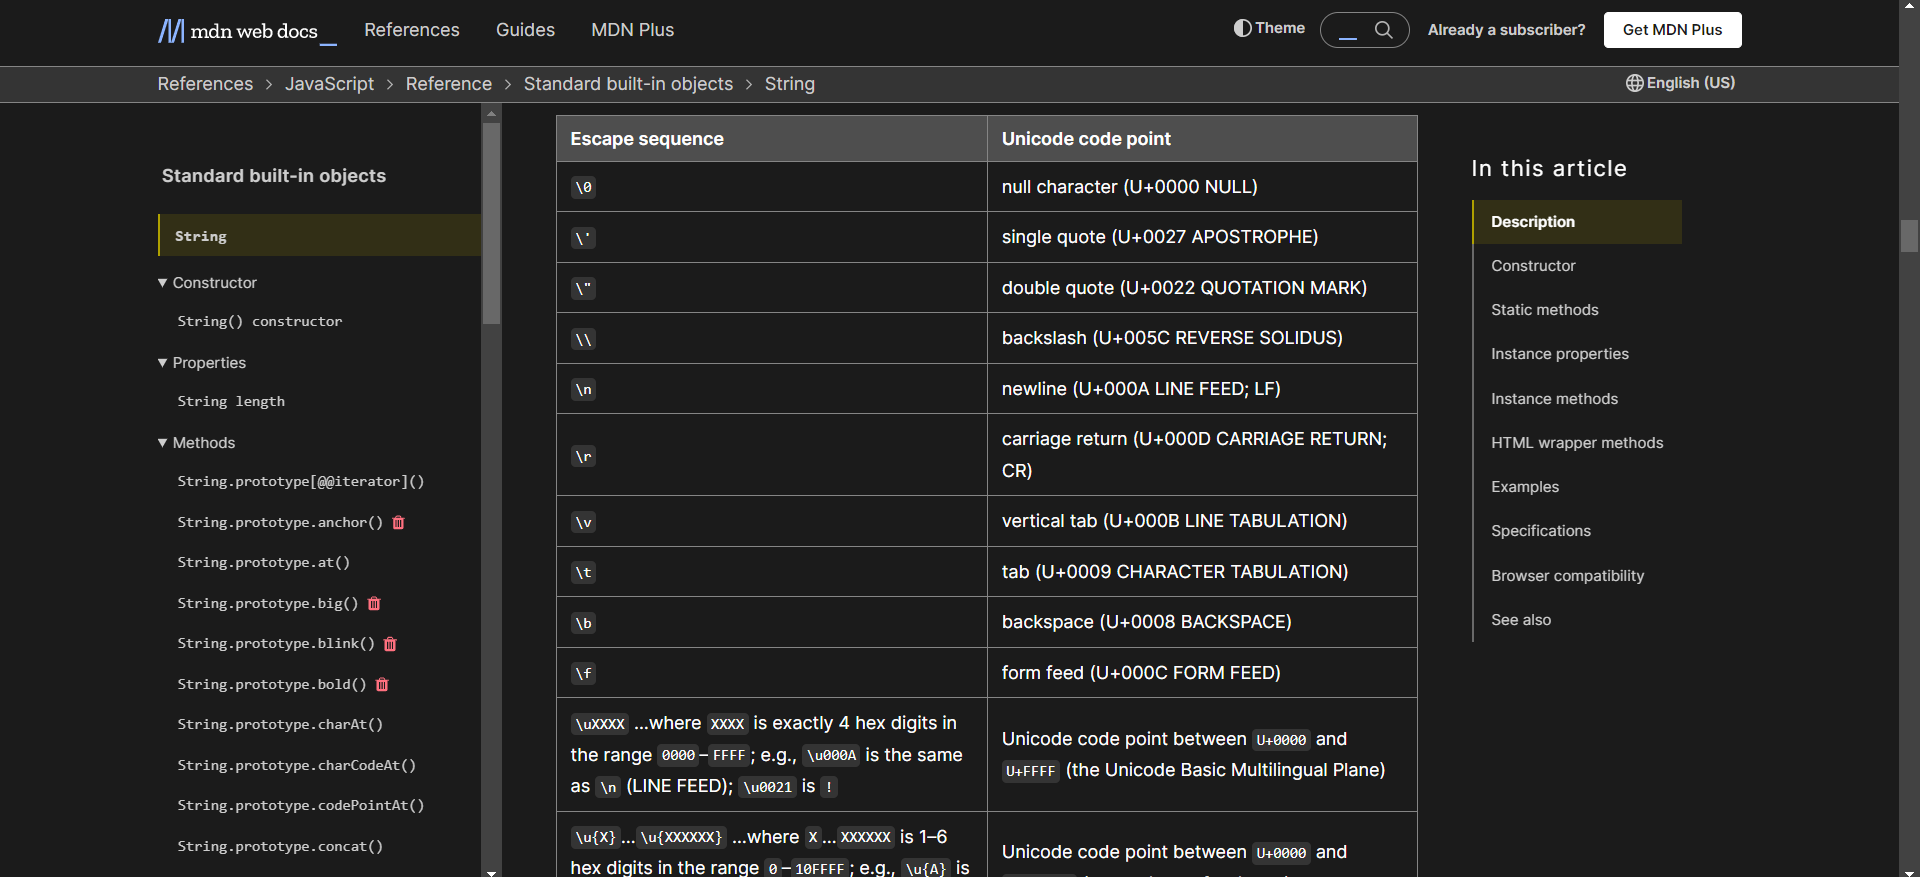 mdn web docs_
References
Guides
MDN Plus
Theme
Already a subscriber?
Get MDN Plus
References > JavaScript > Reference > Standard built-in objects > String
English (US)
Standard built-in objects
String
▼ Constructor
String() constructor
▼ Properties
String length
▼ Methods
String.prototype[@@iterator]()
String.prototype.anchor()
String.prototype.at()
String.prototype.big()
String.prototype.blink()
String.prototype.bold()
String.prototype.charAt()
String.prototype.charCodeAt()
String.prototype.codePointAt()
String.prototype.concat()
Escape sequence Unicode code point
\0 null character (U+0000 NULL)
\' single quote (U+0027 APOSTROPHE)
\" double quote (U+0022 QUOTATION MARK)
\\ backslash (U+005C REVERSE SOLIDUS)
\n newline (U+000A LINE FEED; LF)
\r carriage return (U+000D CARRIAGE RETURN;
CR)
\v vertical tab (U+000B LINE TABULATION)
\t tab (U+0009 CHARACTER TABULATION)
\b backspace (U+0008 BACKSPACE)
\f form feed (U+000C FORM FEED)
\uXXXX …where XXXX is exactly 4 hex digits in
the range 0000–FFFF; e.g., \u000A is the same
as \n (LINE FEED); \u0021 is !
Unicode code point between U+0000 and
U+FFFF (the Unicode Basic Multilingual Plane)
\u{X}…\u{XXXXXX} …where X…XXXXXX is 1–6
hex digits in the range 0–10FFFF; e.g., \u{A} is
Unicode code point between U+0000 and
In this article
Description
Constructor
Static methods
Instance properties
Instance methods
HTML wrapper methods
Examples
Specifications
Browser compatibility
See also